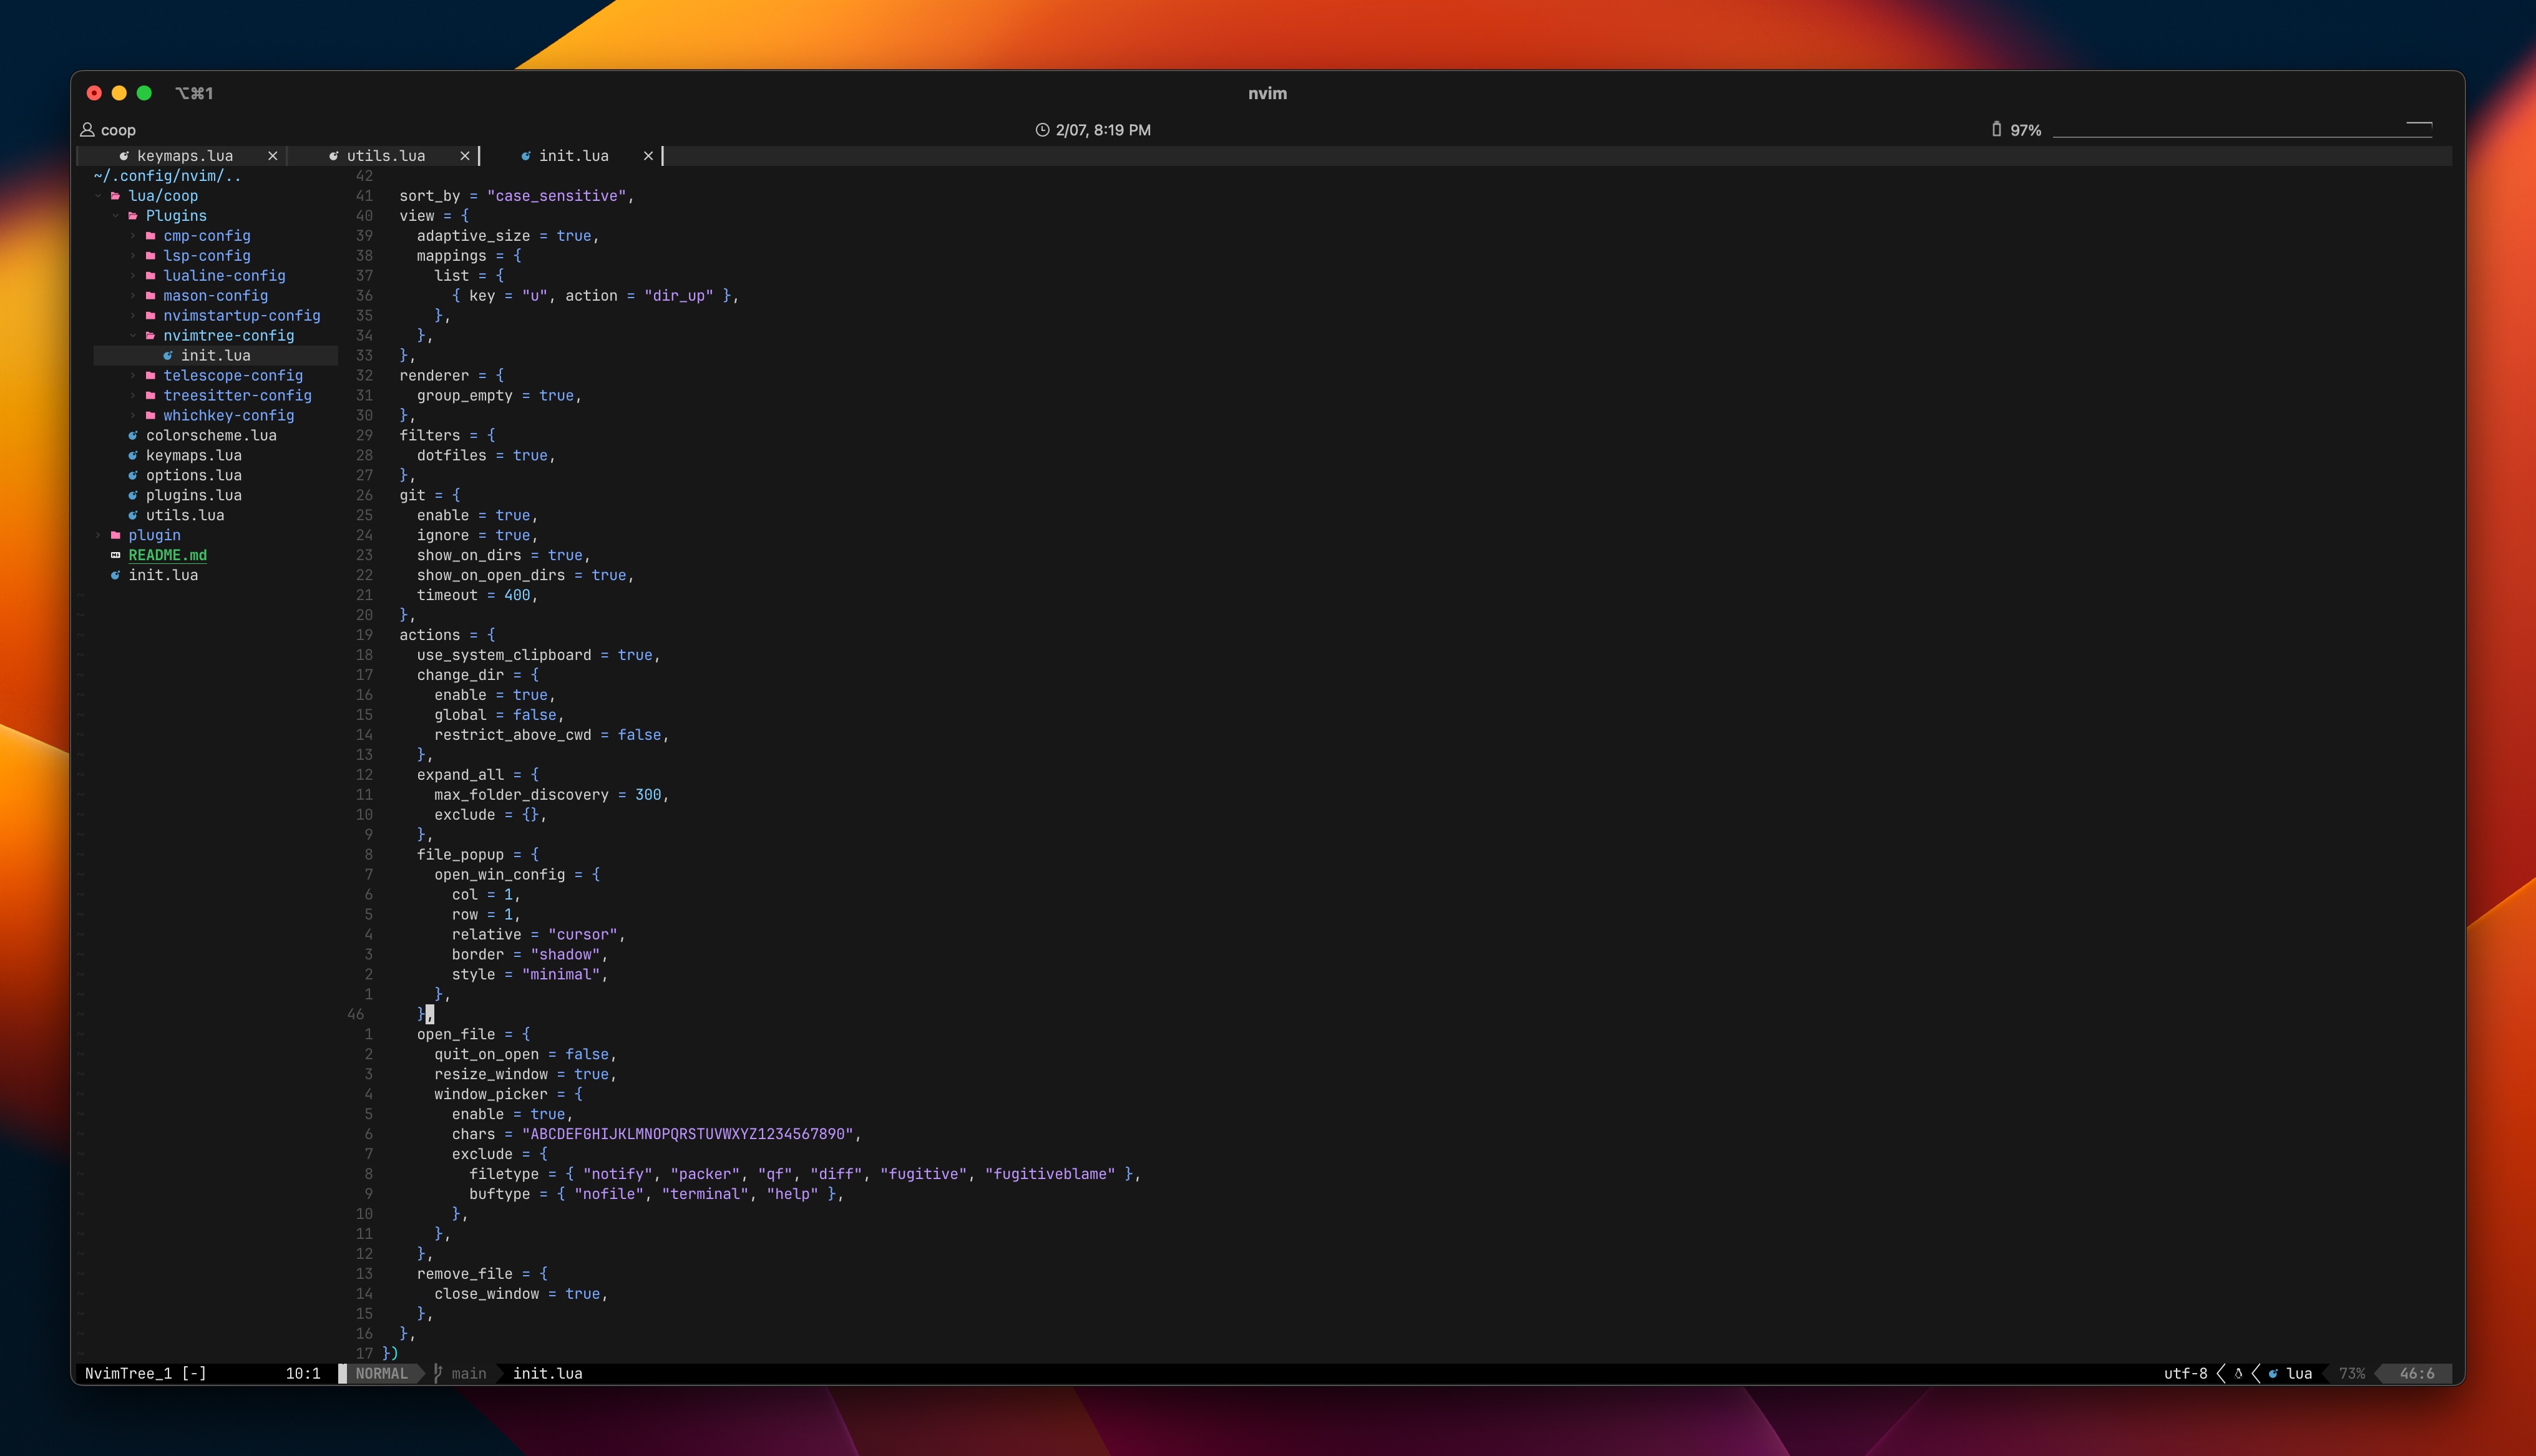 ⌥⌘1
nvim
coop
2/07, 8:19 PM
97%
keymaps.lua ×
utils.lua ×
init.lua ×
~/.config/nvim/..
lua/coop
Plugins
cmp-config
lsp-config
lualine-config
mason-config
nvimstartup-config
nvimtree-config
init.lua
telescope-config
treesitter-config
whichkey-config
colorscheme.lua
keymaps.lua
options.lua
plugins.lua
utils.lua
plugin
README.md
init.lua
42
41 sort_by = "case_sensitive",
40 view = {
39 adaptive_size = true,
38 mappings = {
37 list = {
36 { key = "u", action = "dir_up" },
35 },
34 },
33 },
32 renderer = {
31 group_empty = true,
30 },
29 filters = {
28 dotfiles = true,
27 },
26 git = {
25 enable = true,
24 ignore = true,
23 show_on_dirs = true,
22 show_on_open_dirs = true,
21 timeout = 400,
20 },
19 actions = {
18 use_system_clipboard = true,
17 change_dir = {
16 enable = true,
15 global = false,
14 restrict_above_cwd = false,
13 },
12 expand_all = {
11 max_folder_discovery = 300,
10 exclude = {},
9 },
8 file_popup = {
7 open_win_config = {
6 col = 1,
5 row = 1,
4 relative = "cursor",
3 border = "shadow",
2 style = "minimal",
1 },
46 },
1 open_file = {
2 quit_on_open = false,
3 resize_window = true,
4 window_picker = {
5 enable = true,
6 chars = "ABCDEFGHIJKLMNOPQRSTUVWXYZ1234567890",
7 exclude = {
8 filetype = { "notify", "packer", "qf", "diff", "fugitive", "fugitiveblame" },
9 buftype = { "nofile", "terminal", "help" },
10 },
11 },
12 },
13 remove_file = {
14 close_window = true,
15 },
16 },
17 })
NvimTree_1 [-] 10:1 NORMAL main init.lua utf-8 lua 73% 46:6